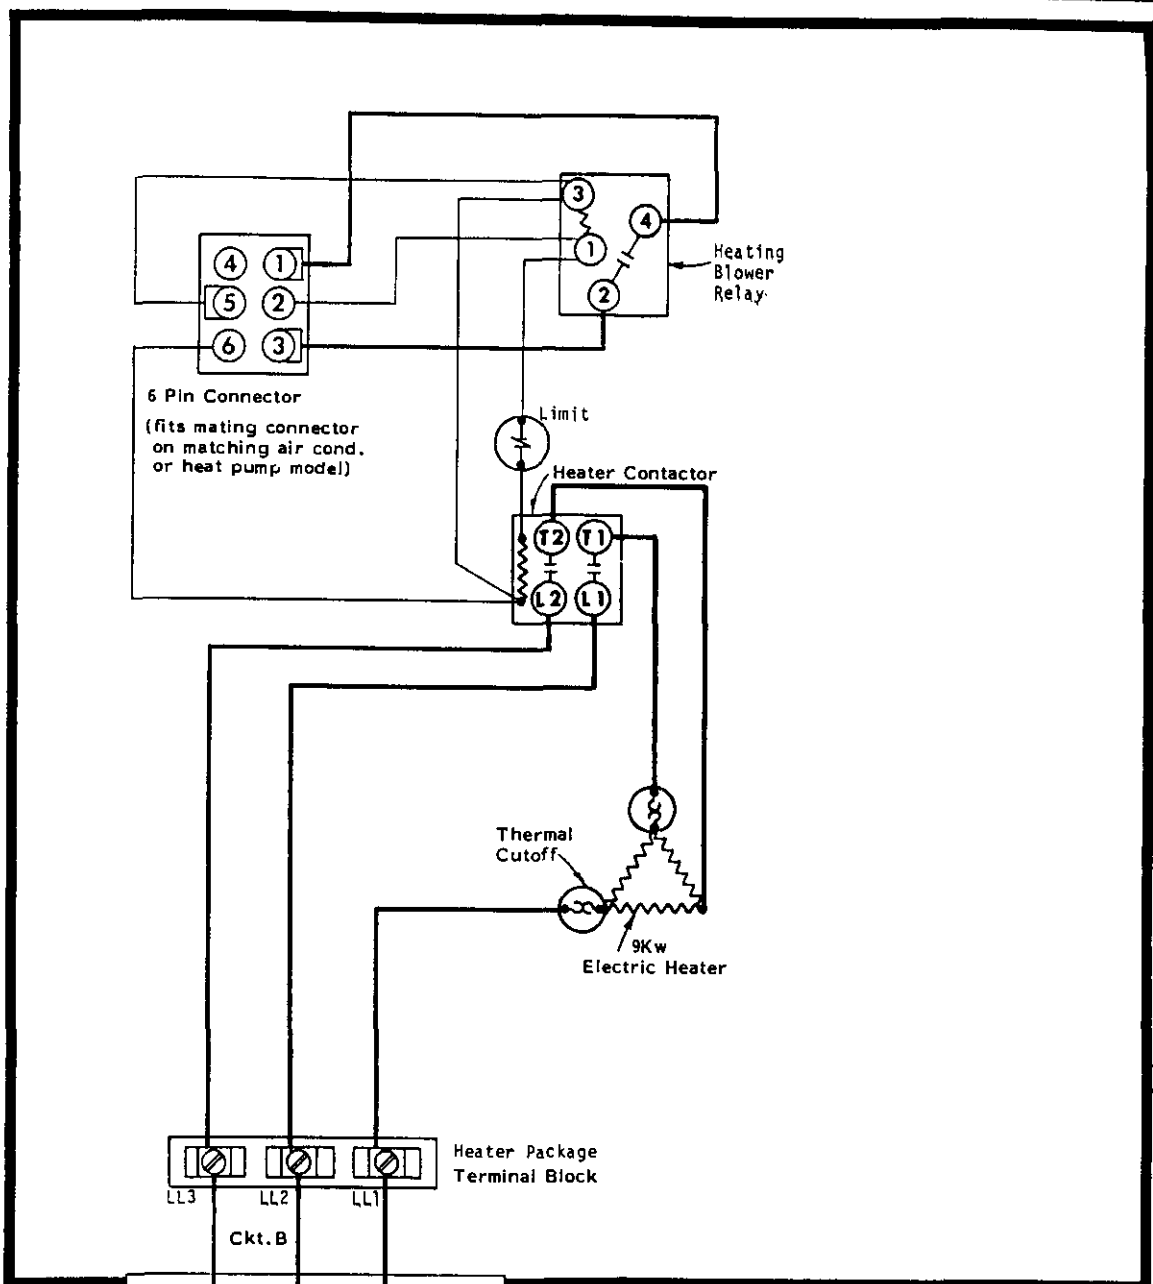 3
4
1
2
Heating
Blower
Relay
4 1
5 2
6 3
6 Pin Connector
(fits mating connector
on matching air cond.
or heat pump model)
Limit
Heater Contactor
T2 T1
L2 L1
Thermal
Cutoff
9Kw
Electric Heater
Heater Package
Terminal Block
LL3 LL2 LL1
Ckt.B